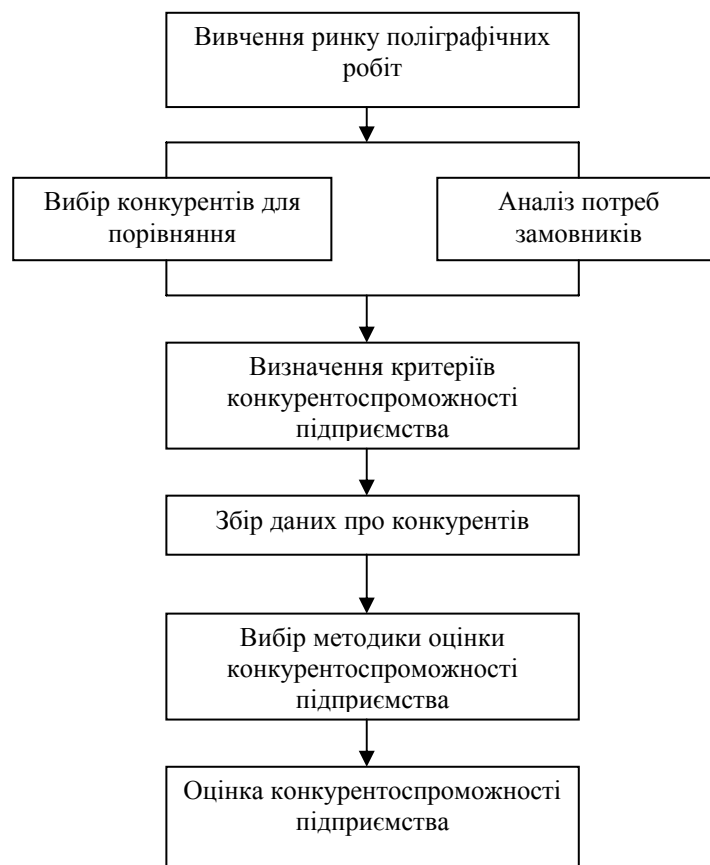 Вивчення ринку поліграфічних
робіт
Вибір конкурентів для
порівняння
Аналіз потреб
замовників
Визначення критеріїв
конкурентоспроможності
підприємства
Збір даних про конкурентів
Вибір методики оцінки
конкурентоспроможності
підприємства
Оцінка конкурентоспроможності
підприємства